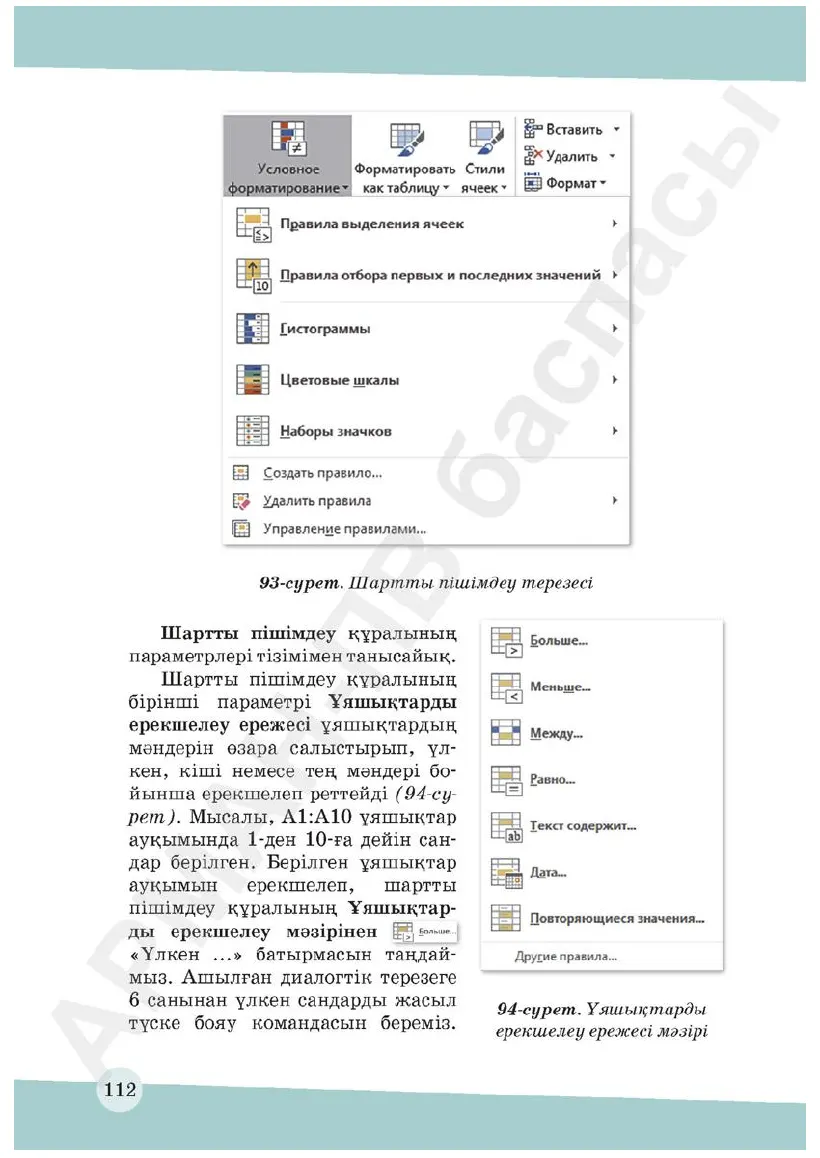 Условное
форматирование
Форматировать
как таблицу
Стили
ячеек
Вставить
Удалить
Формат
Правила выделения ячеек
Правила отбора первых и последних значений
Гистограммы
Цветовые шкалы
Наборы значков
Создать правило...
Удалить правила
Управление правилами...
93-сурет. Шартты пішімдеу терезесі
Шартты пішімдеу құралының
параметрлері тізімімен танысайық.
Шартты пішімдеу құралының
бірінші параметрі Ұяшықтарды
ерекшелеу ережесі ұяшықтардың
мәндерін өзара салыстырып, үл-
кен, кіші немесе тең мәндері бо-
йынша ерекшелеп реттейді (94-су-
рет). Мысалы, А1:А10 ұяшықтар
ауқымында 1-ден 10-ға дейін сан-
дар берілген. Берілген ұяшықтар
ауқымын ерекшелеп, шартты
пішімдеу құралының Ұяшықтар-
ды ерекшелеу мәзірінен Больше...
«Үлкен ...» батырмасын таңдай-
мыз. Ашылған диалогтік терезеге
6 санынан үлкен сандарды жасыл
түске бояу командасын береміз.
Больше...
Меньше...
Между...
Равно...
Текст содержит...
Дата...
Повторяющиеся значения...
Другие правила...
94-сурет. Ұяшықтарды
ерекшелеу ережесі мәзірі
112
АРМАН-ПВ баспасы